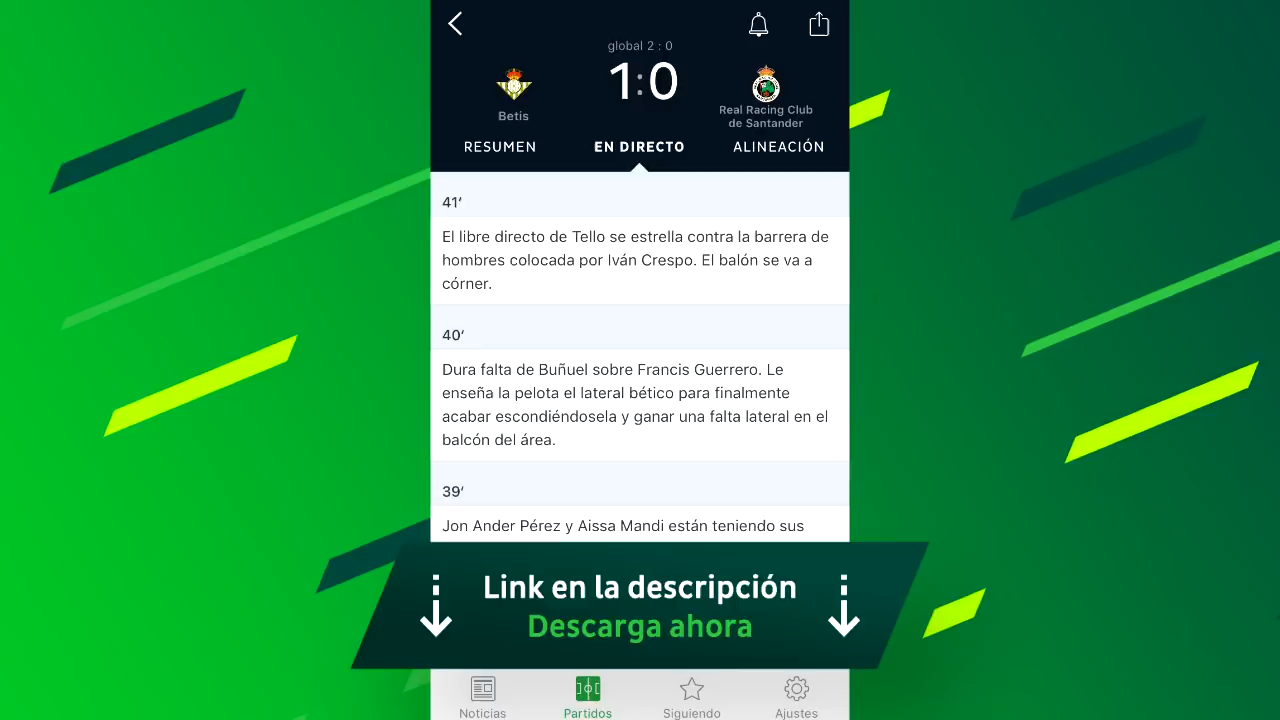 global 2 : 0
1:0
Betis
Real Racing Club
de Santander
RESUMEN
EN DIRECTO
ALINEACIÓN
41‘
El libre directo de Tello se estrella contra la barrera de
hombres colocada por Iván Crespo. El balón se va a
córner.
40‘
Dura falta de Buñuel sobre Francis Guerrero. Le
enseña la pelota el lateral bético para finalmente
acabar escondiéndosela y ganar una falta lateral en el
balcón del área.
39‘
Jon Ander Pérez y Aissa Mandi están teniendo sus
Link en la descripción
Descarga ahora
Noticias
Partidos
Siguiendo
Ajustes